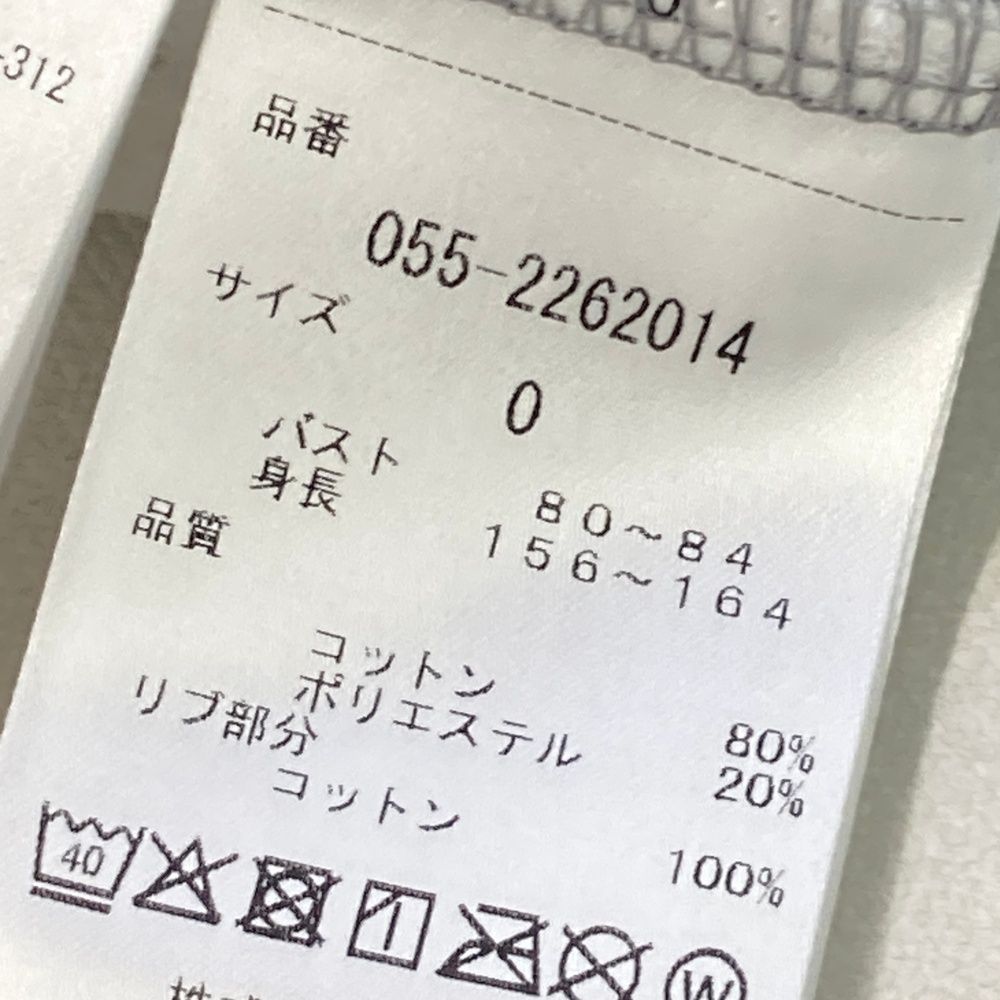 -312
品番
055-2262014
サイズ
0
バスト 80~84
身長 156~164
品質
コットン 80%
ポリエステル 20%
リブ部分
コットン 100%
40
W